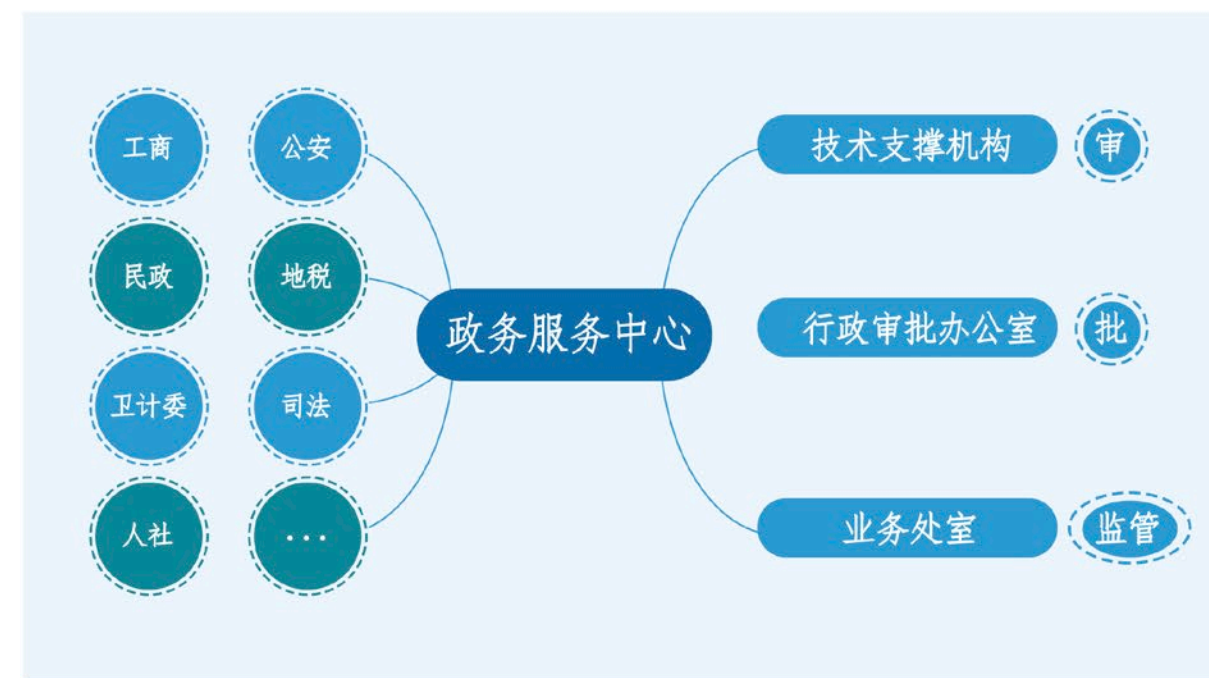 工商
公安
民政
地税
卫计委
司法
人社
...
政务服务中心
技术支撑机构
审
行政审批办公室
批
业务处室
监管